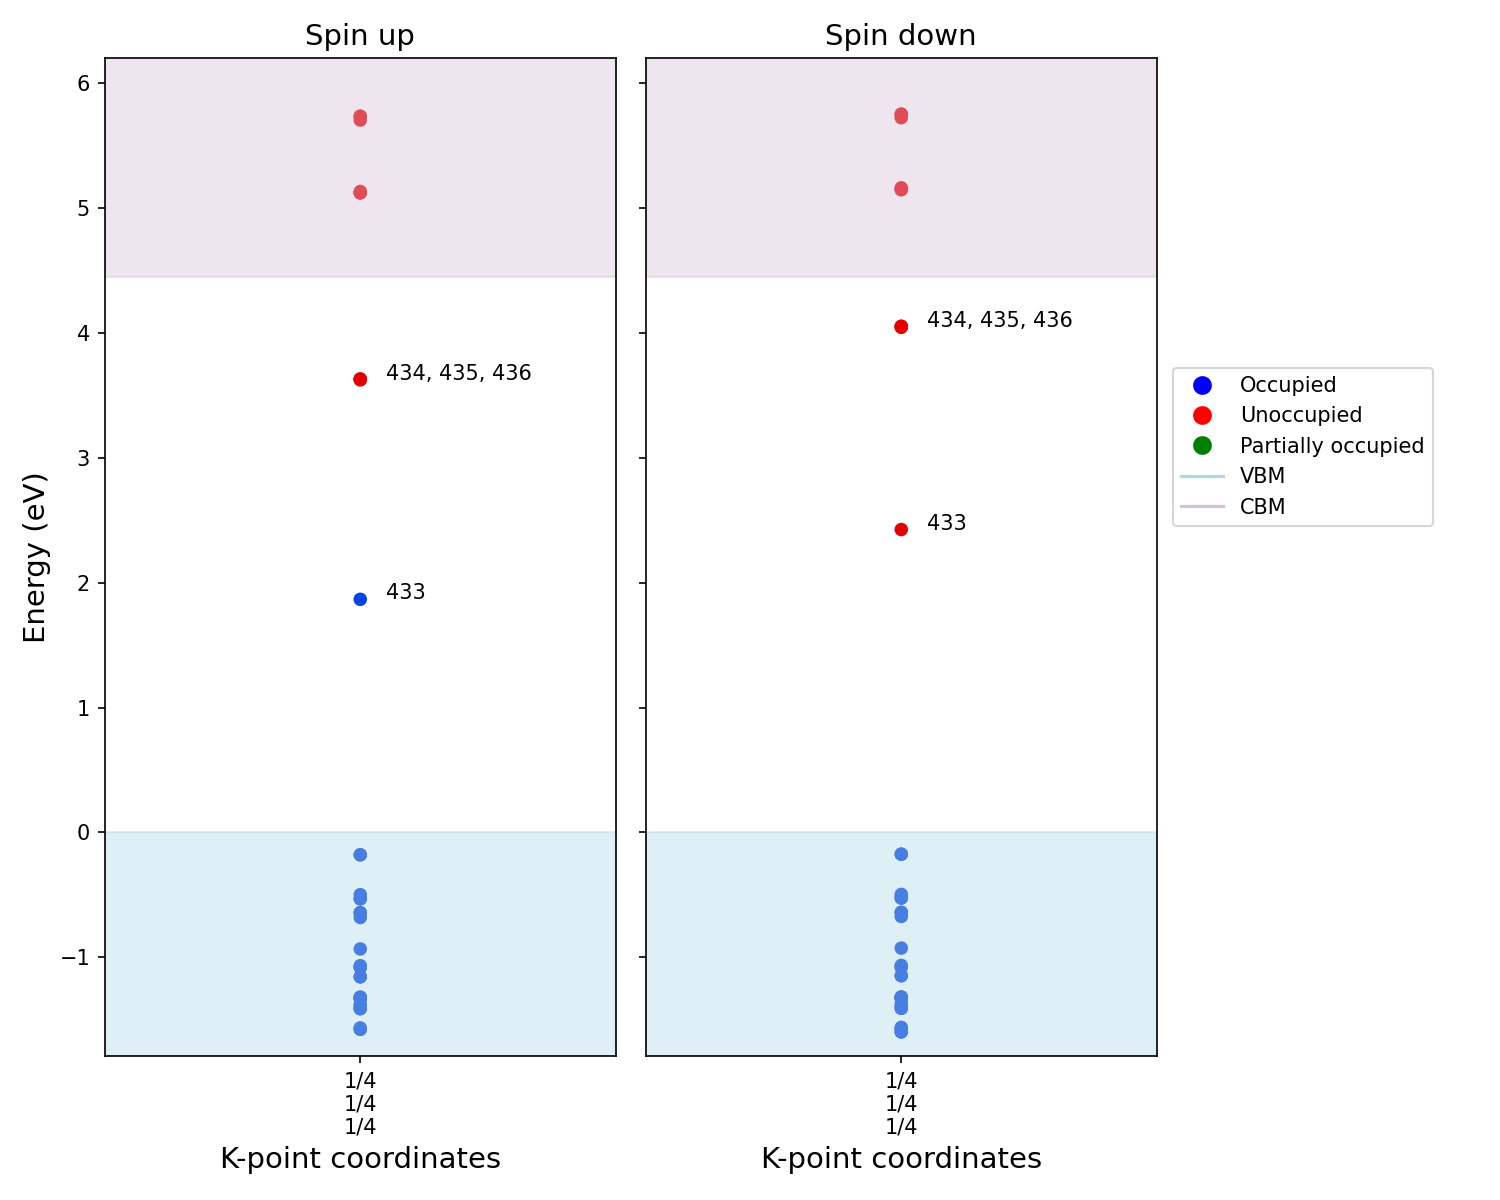 Spin up
Spin down
Energy (eV)
6
5
4
3
2
1
0
−1
434, 435, 436
433
434, 435, 436
433
1/4
1/4
1/4
1/4
1/4
1/4
K-point coordinates
K-point coordinates
Occupied
Unoccupied
Partially occupied
VBM
CBM